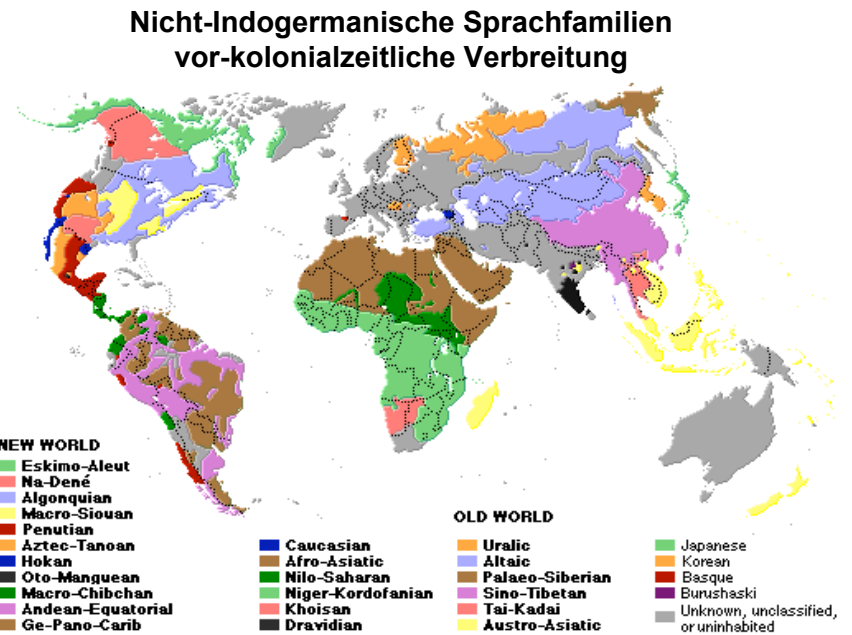 Nicht-Indogermanische Sprachfamilien
vor-kolonialzeitliche Verbreitung
NEW WORLD
Eskimo-Aleut
Na-Dené
Algonquian
Macro-Siouan
Penutian
Aztec-Tanoan
Hokan
Oto-Manguean
Macro-Chibchan
Andean-Equatorial
Ge-Pano-Carib
Caucasian
Afro-Asiatic
Nilo-Saharan
Niger-Kordofanian
Khoisan
Dravidian
OLD WORLD
Uralic
Altaic
Palaeo-Siberian
Sino-Tibetan
Tai-Kadai
Austro-Asiatic
Japanese
Korean
Basque
Burushaski
Unknown, unclassified,
or uninhabited